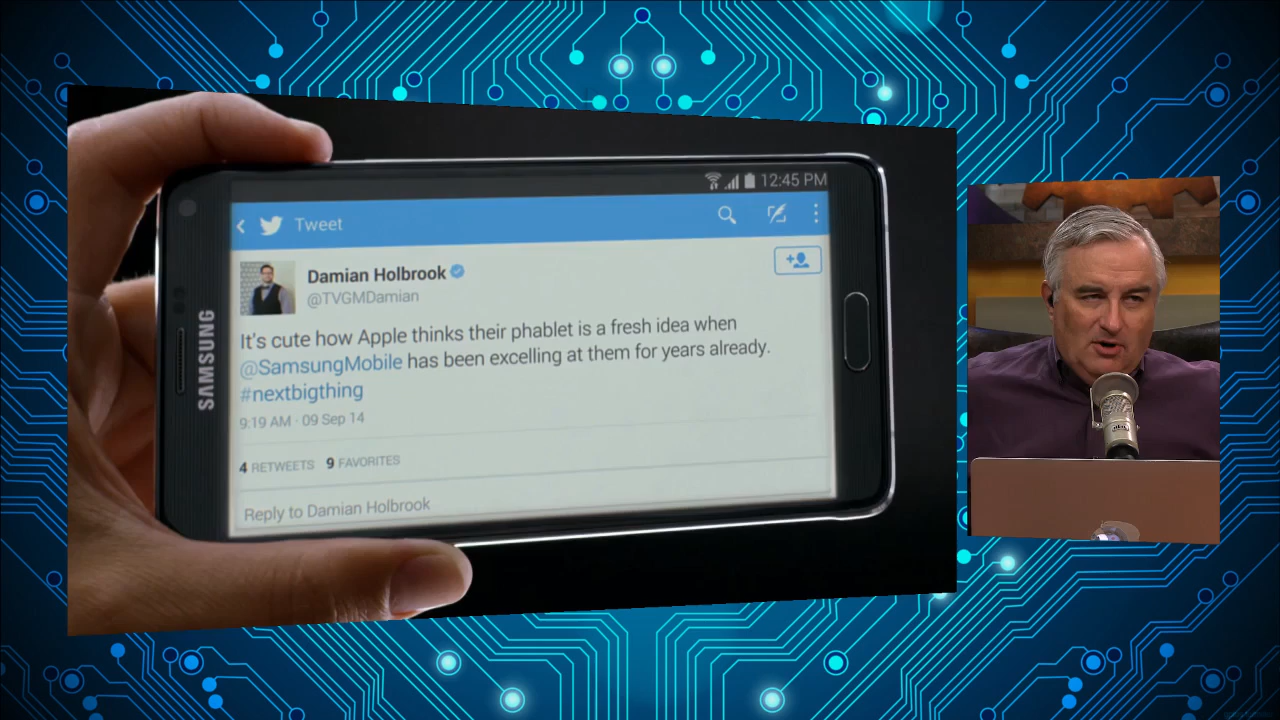 12:45 PM
Tweet
Damian Holbrook
@TVGMDamian
It's cute how Apple thinks their phablet is a fresh idea when
@SamsungMobile has been excelling at them for years already.
#nextbigthing
9:19 AM · 09 Sep 14
4 RETWEETS 9 FAVORITES
Reply to Damian Holbrook
SAMSUNG